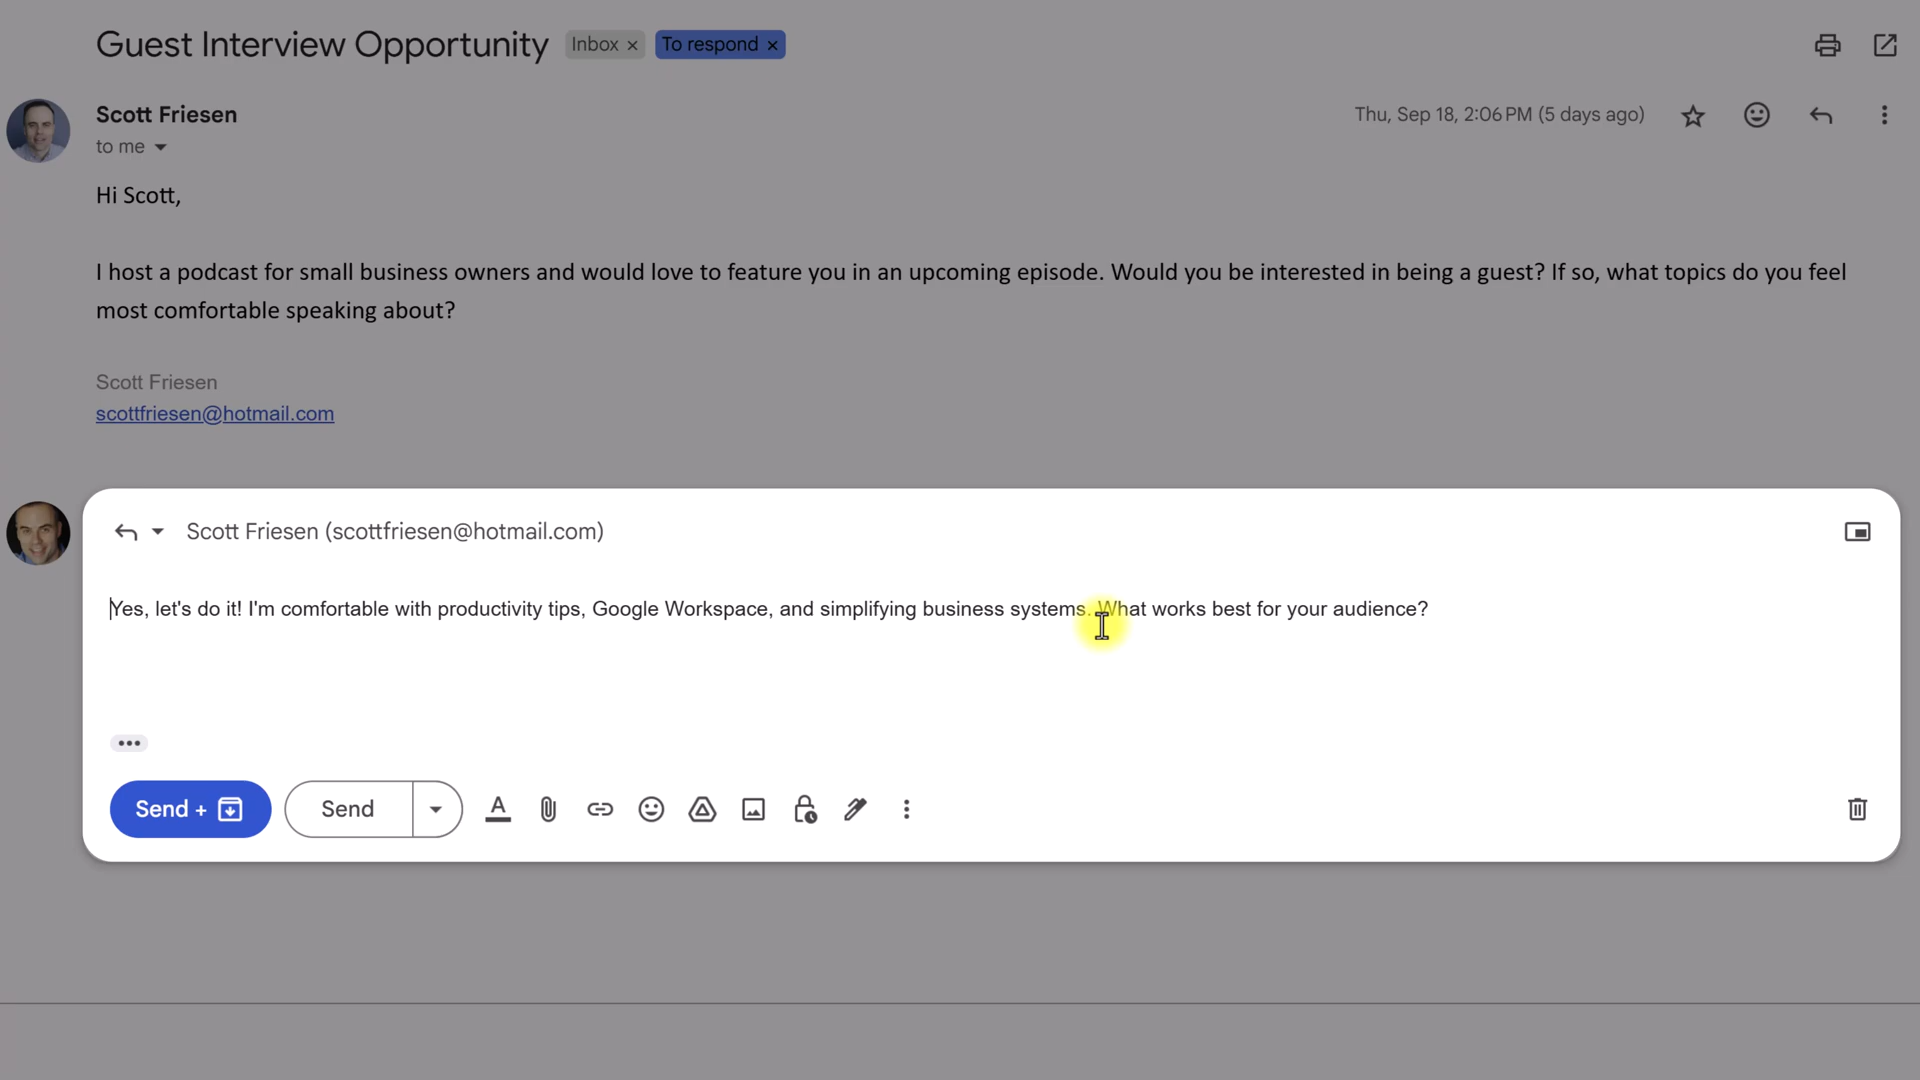 Guest Interview Opportunity Inbox × To respond ×
Scott Friesen Thu, Sep 18, 2:06 PM (5 days ago)
to me
Hi Scott,
I host a podcast for small business owners and would love to feature you in an upcoming episode. Would you be interested in being a guest? If so, what topics do you feel
most comfortable speaking about?
Scott Friesen
scottfriesen@hotmail.com
Scott Friesen (scottfriesen@hotmail.com)
Yes, let's do it! I'm comfortable with productivity tips, Google Workspace, and simplifying business systems. What works best for your audience?
Send + Send